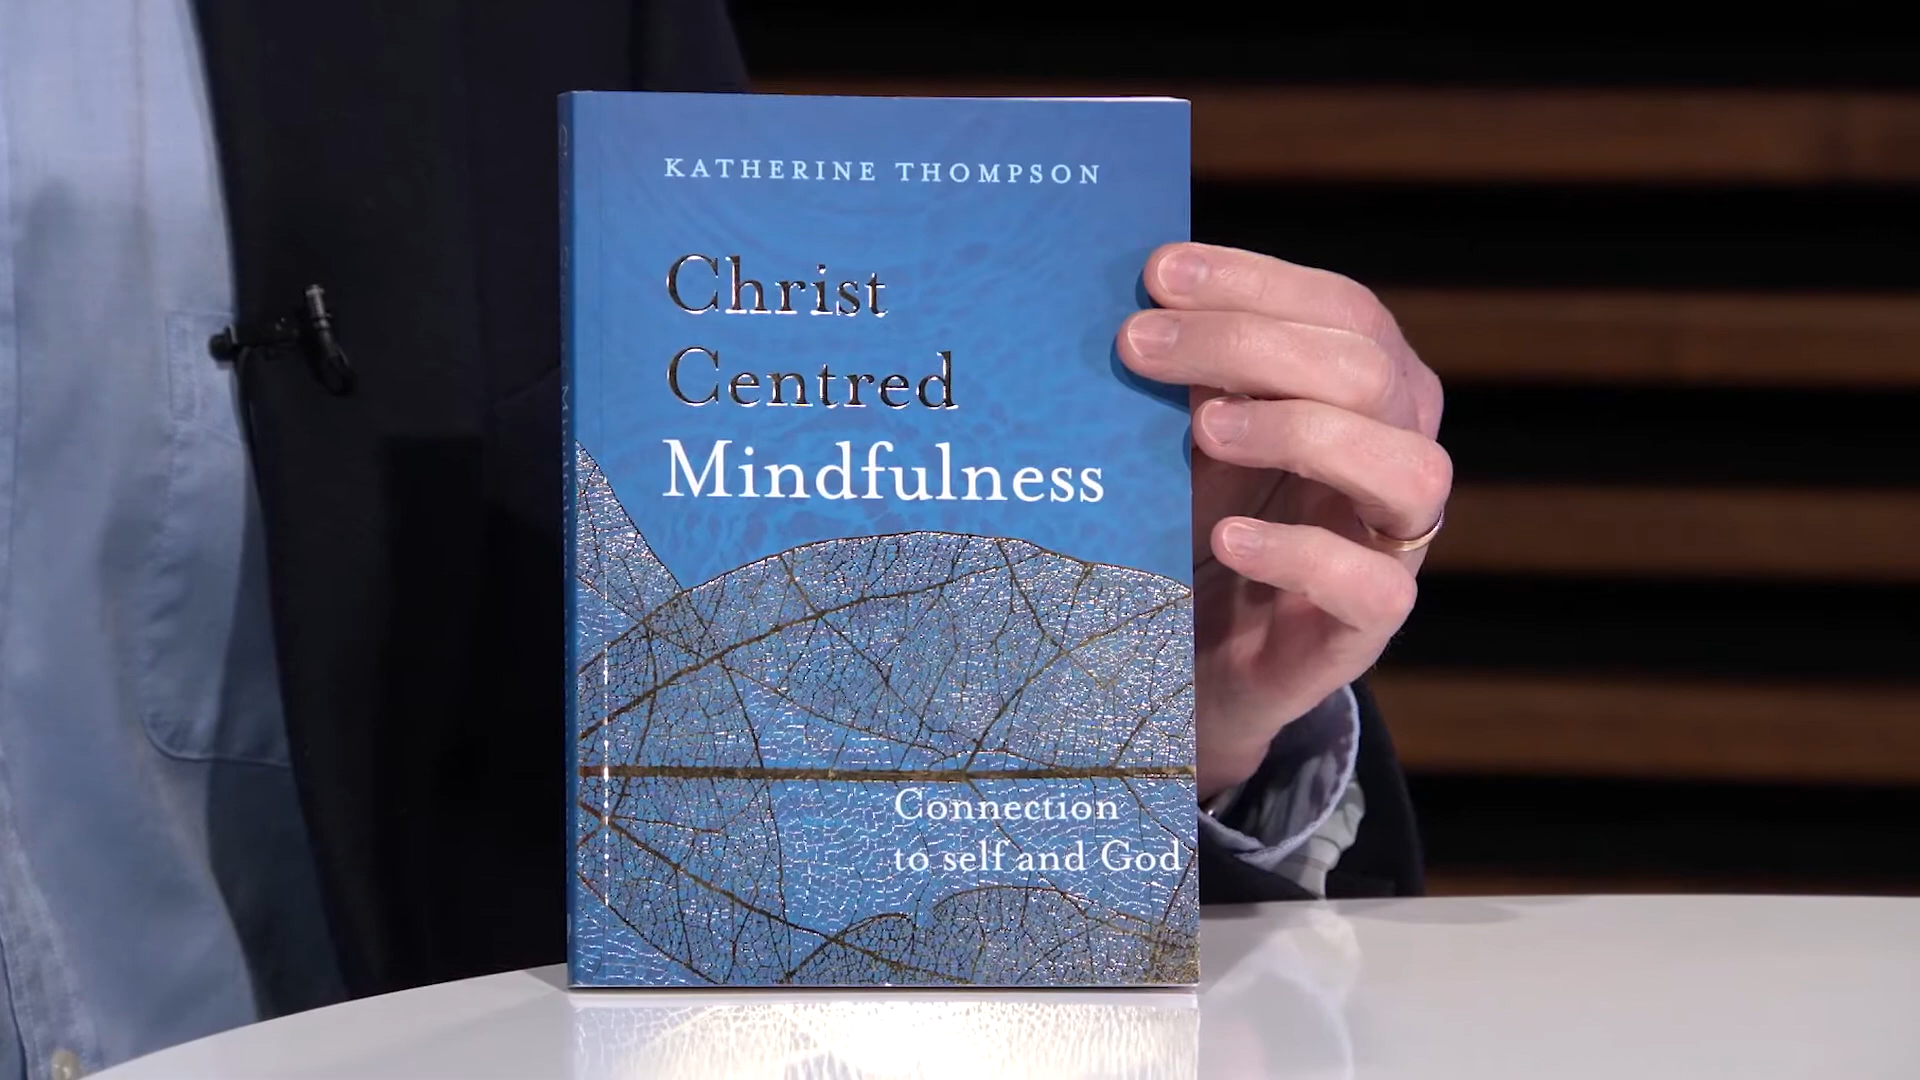 KATHERINE THOMPSON
Christ
Centred
Mindfulness
Connection
to self and God